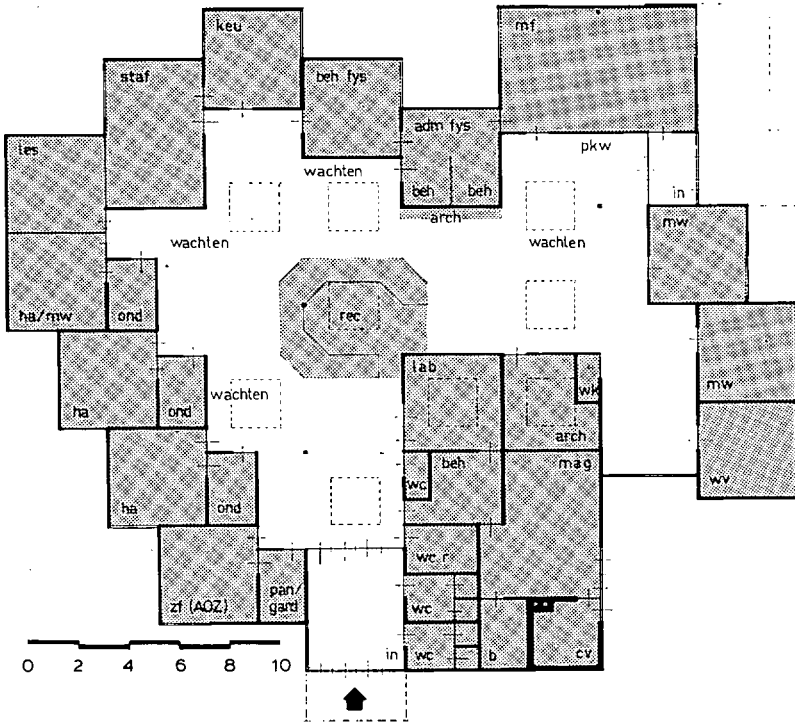 keu
mf
staf
beh fys
adm fys
les
pkw
wachten
beh
beh
in
arch
mw
wachten
wachten
ha/mw
ond
rec
lab
wk
mw
ha
ond
wachten
arch
beh
mag
wc
wv
ha
ond
wc r
zf (AOZ)
pan/
gard
wc
in
wc
b
cv
0 2 4 6 8 10